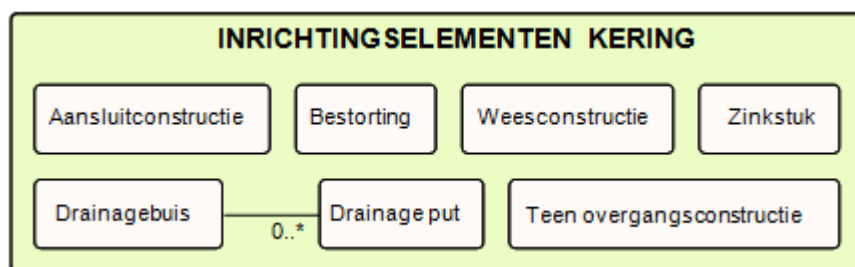 INRICHTINGSELEMENTEN KERING
Aansluitconstructie
Bestorting
Weesconstructie
Zinkstuk
Drainagebuis
0..*
Drainage put
Teen overgangsconstructie